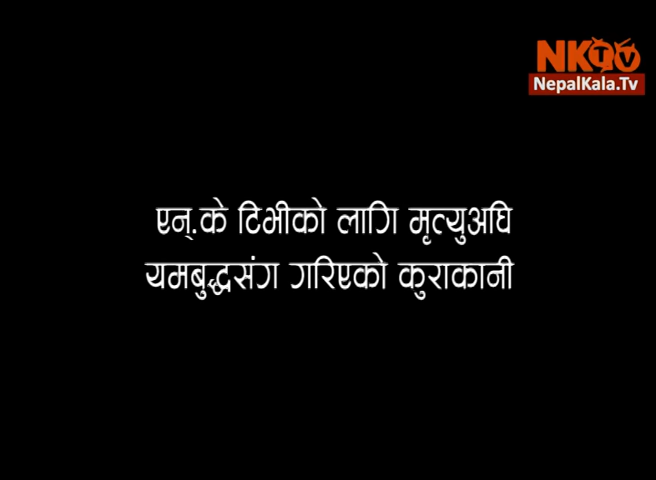 NKTV
NepalKala.Tv
एन्.के टिभीको लागि मृत्युअघि
यमबुद्धसंग गरिएको कुराकानी